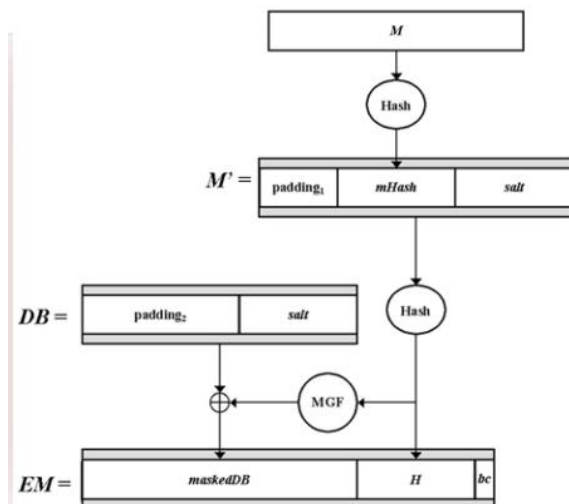 M
Hash
M’ = padding₁ mHash salt
DB = padding₂ salt
Hash
MGF
EM = maskedDB H bc